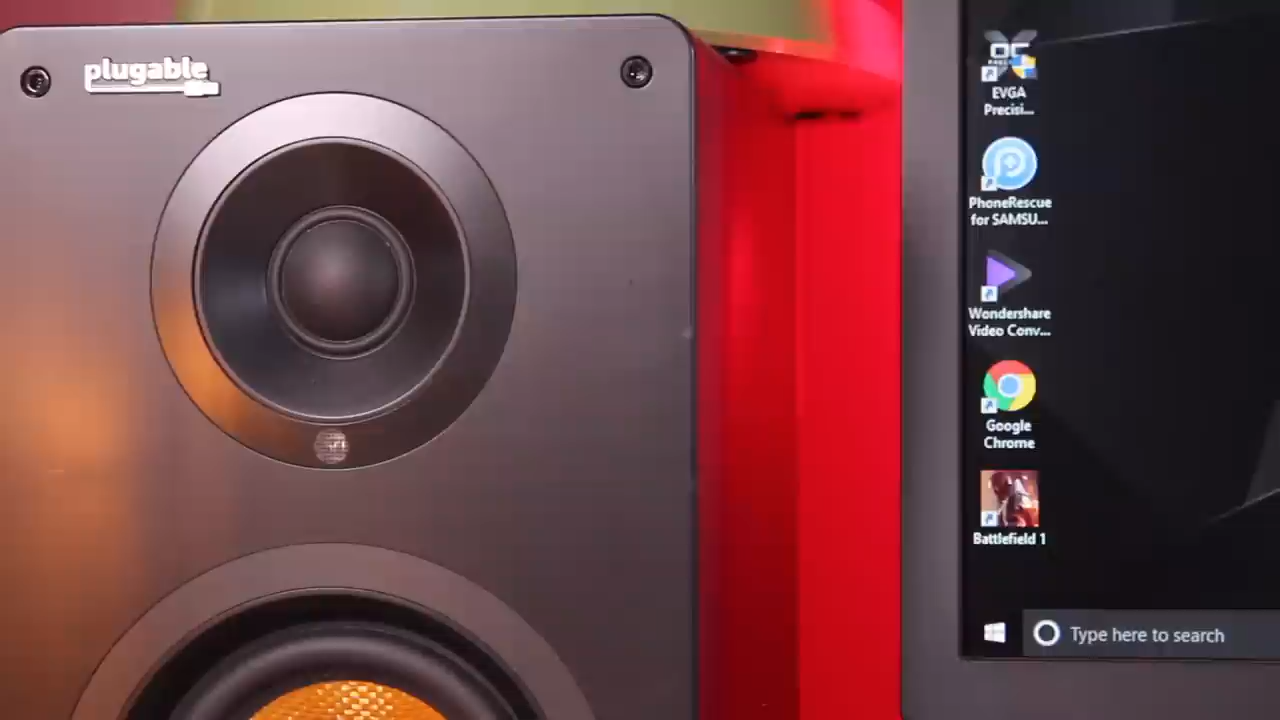 plugable
EVGA
Precisi...
PhoneRescue
for SAMSU...
Wondershare
Video Conv...
Google
Chrome
Battlefield 1
Type here to search